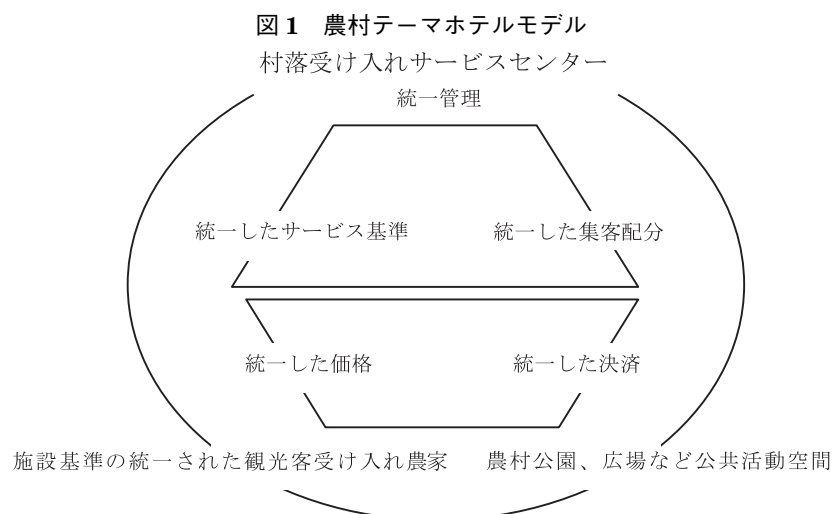 図1　農村テーマホテルモデル
村落受け入れサービスセンター
統一管理
統一したサービス基準　統一した集客配分
統一した価格　統一した決済
施設基準の統一された観光客受け入れ農家　農村公園、広場など公共活動空間